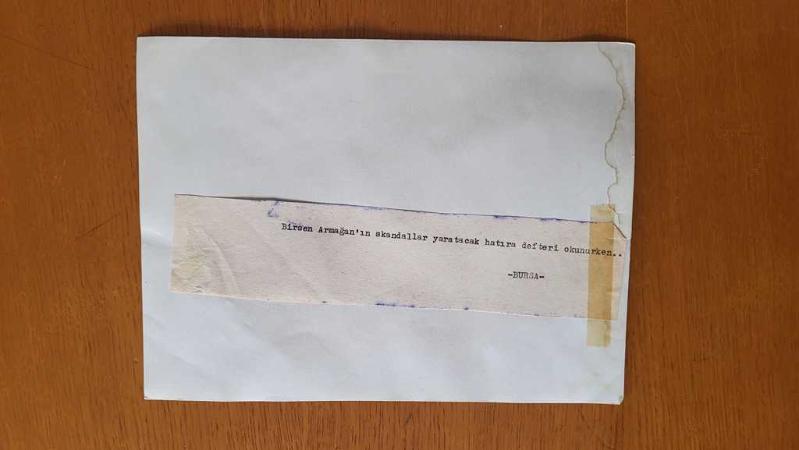 Birsen Armağan'ın skandallar yaratacak hatıra defteri okunurken..
-BURSA-